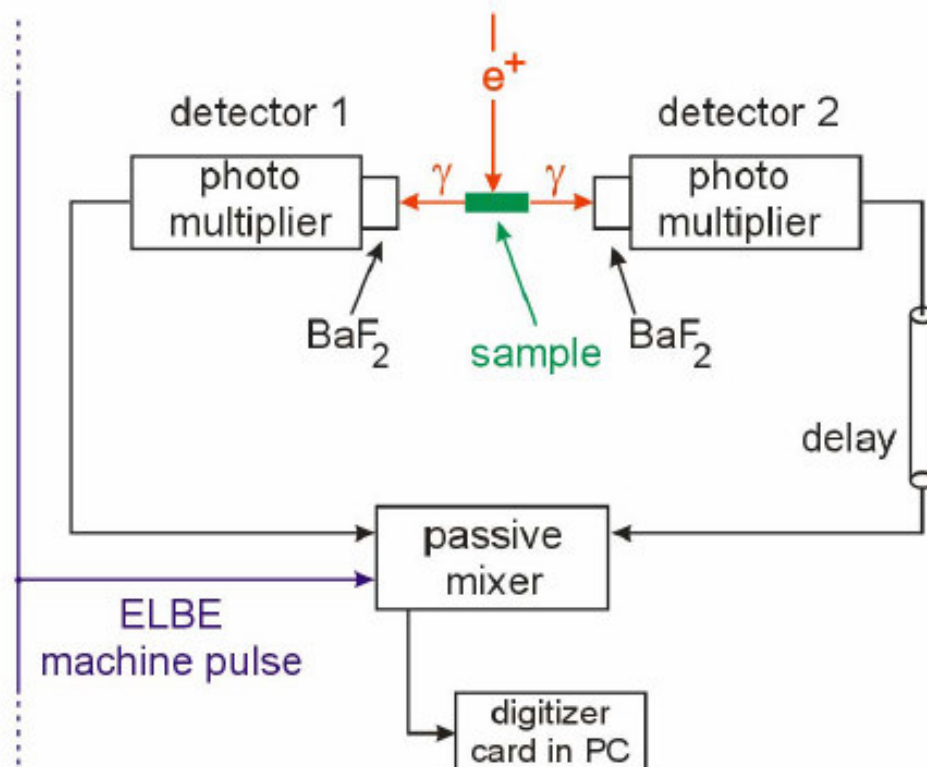 e⁺
detector 1
detector 2
photo
multiplier
γ
γ
photo
multiplier
BaF₂
sample
BaF₂
delay
passive
mixer
ELBE
machine pulse
digitizer
card in PC